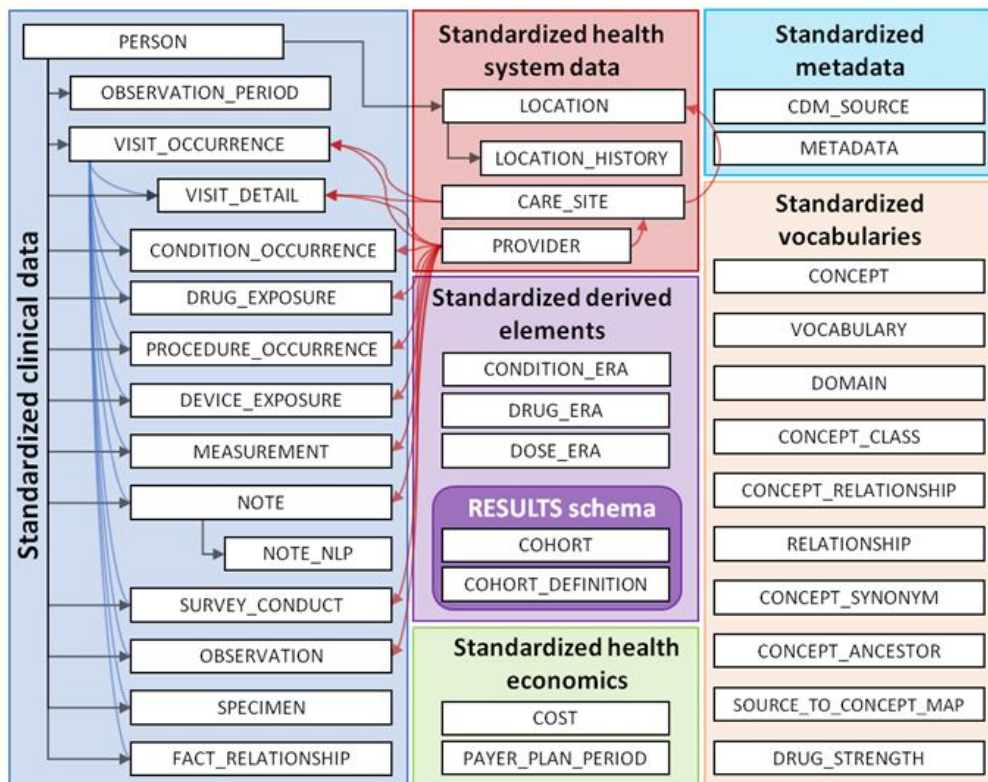 Standardized clinical data
PERSON
OBSERVATION_PERIOD
VISIT_OCCURRENCE
VISIT_DETAIL
CONDITION_OCCURRENCE
DRUG_EXPOSURE
PROCEDURE_OCCURRENCE
DEVICE_EXPOSURE
MEASUREMENT
NOTE
NOTE_NLP
SURVEY_CONDUCT
OBSERVATION
SPECIMEN
FACT_RELATIONSHIP
Standardized health
system data
LOCATION
LOCATION_HISTORY
CARE_SITE
PROVIDER
Standardized derived
elements
CONDITION_ERA
DRUG_ERA
DOSE_ERA
RESULTS schema
COHORT
COHORT_DEFINITION
Standardized health
economics
COST
PAYER_PLAN_PERIOD
Standardized
metadata
CDM_SOURCE
METADATA
Standardized
vocabularies
CONCEPT
VOCABULARY
DOMAIN
CONCEPT_CLASS
CONCEPT_RELATIONSHIP
RELATIONSHIP
CONCEPT_SYNONYM
CONCEPT_ANCESTOR
SOURCE_TO_CONCEPT_MAP
DRUG_STRENGTH